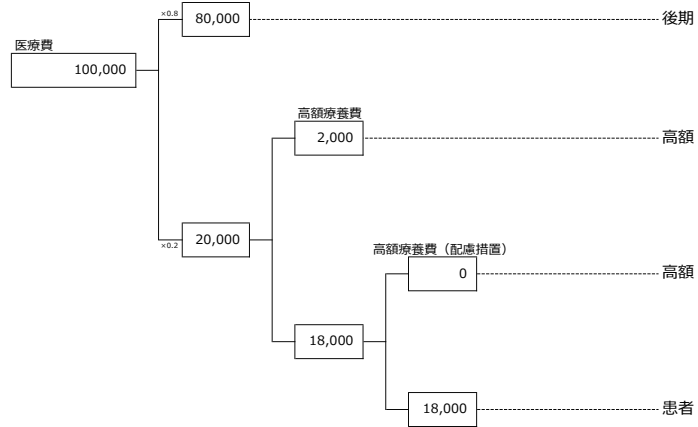 ×0.8
80,000
後期
医療費
100,000
高額療養費
2,000
高額
×0.2
20,000
高額療養費（配慮措置）
0
高額
18,000
18,000
患者